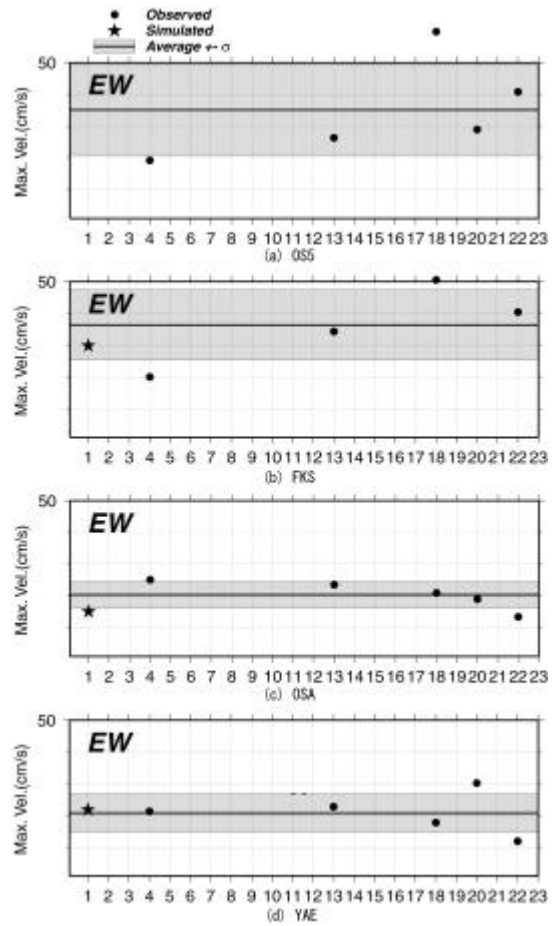 Observed
Simulated
Average +- σ
50
EW
Max. Vel.(cm/s)
1 2 3 4 5 6 7 8 9 10 11 12 13 14 15 16 17 18 19 20 21 22 23
(a) OS5
50
EW
Max. Vel.(cm/s)
1 2 3 4 5 6 7 8 9 10 11 12 13 14 15 16 17 18 19 20 21 22 23
(b) FKS
50
EW
Max. Vel.(cm/s)
1 2 3 4 5 6 7 8 9 10 11 12 13 14 15 16 17 18 19 20 21 22 23
(c) OSA
50
EW
Max. Vel.(cm/s)
1 2 3 4 5 6 7 8 9 10 11 12 13 14 15 16 17 18 19 20 21 22 23
(d) YAE